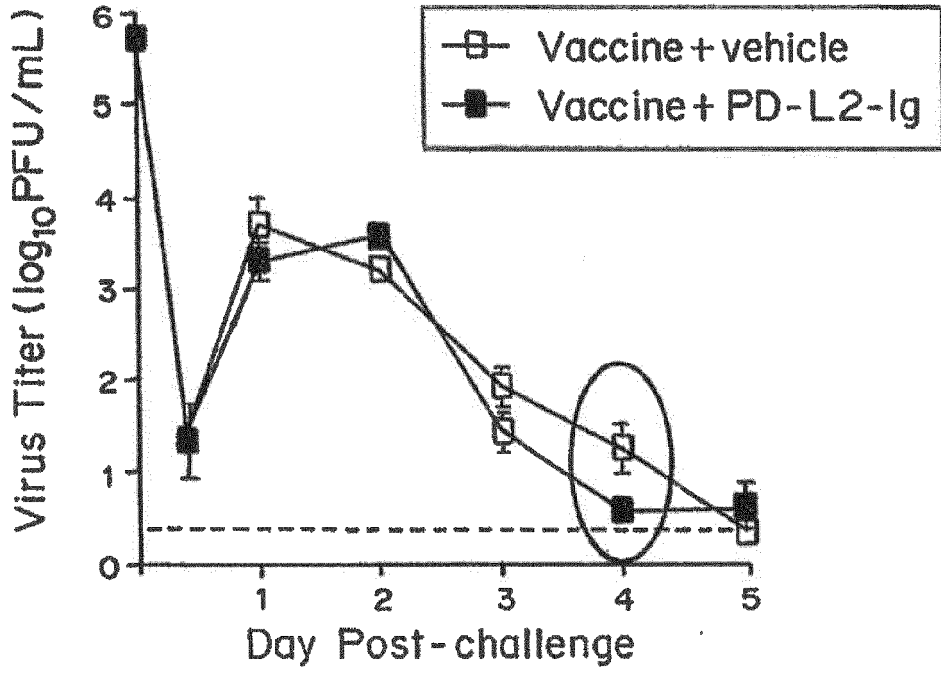 Virus Titer (log10PFU/mL)
6
5
4
3
2
1
0
Vaccine+vehicle
Vaccine+PD-L2-Ig
1 2 3 4 5
Day Post-challenge